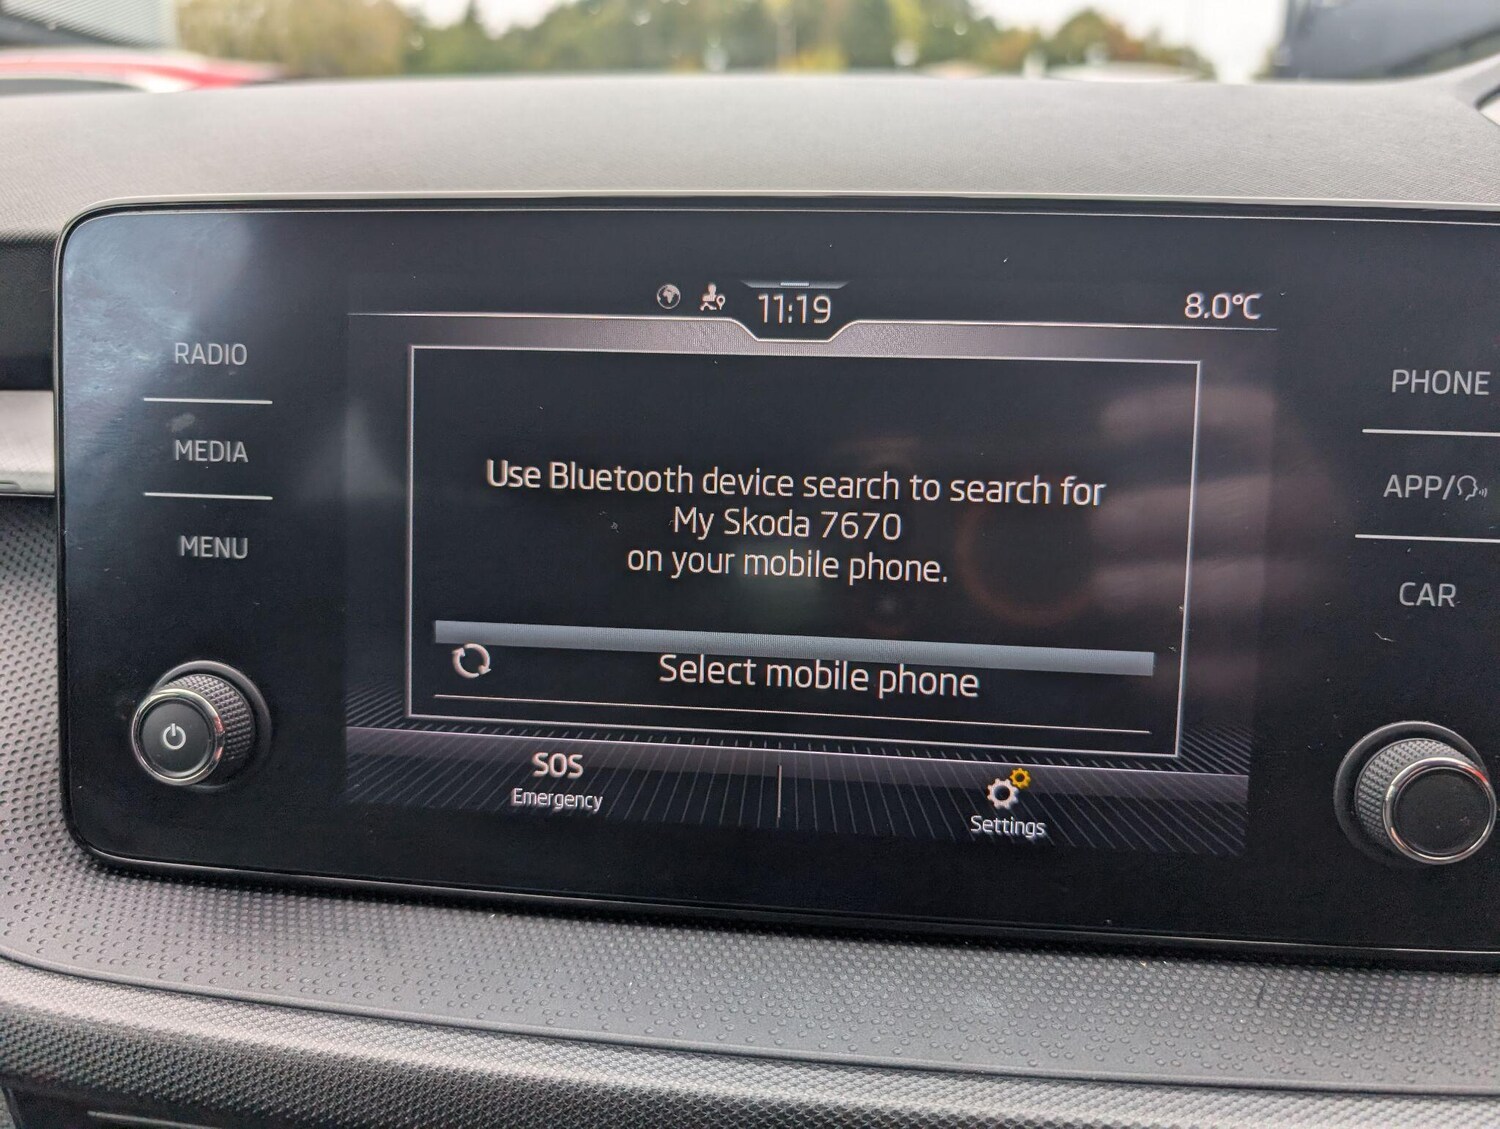 11:19
8.0°C
RADIO
MEDIA
MENU
Use Bluetooth device search to search for
My Skoda 7670
on your mobile phone.
Select mobile phone
SOS
Emergency
Settings
PHONE
APP/
CAR